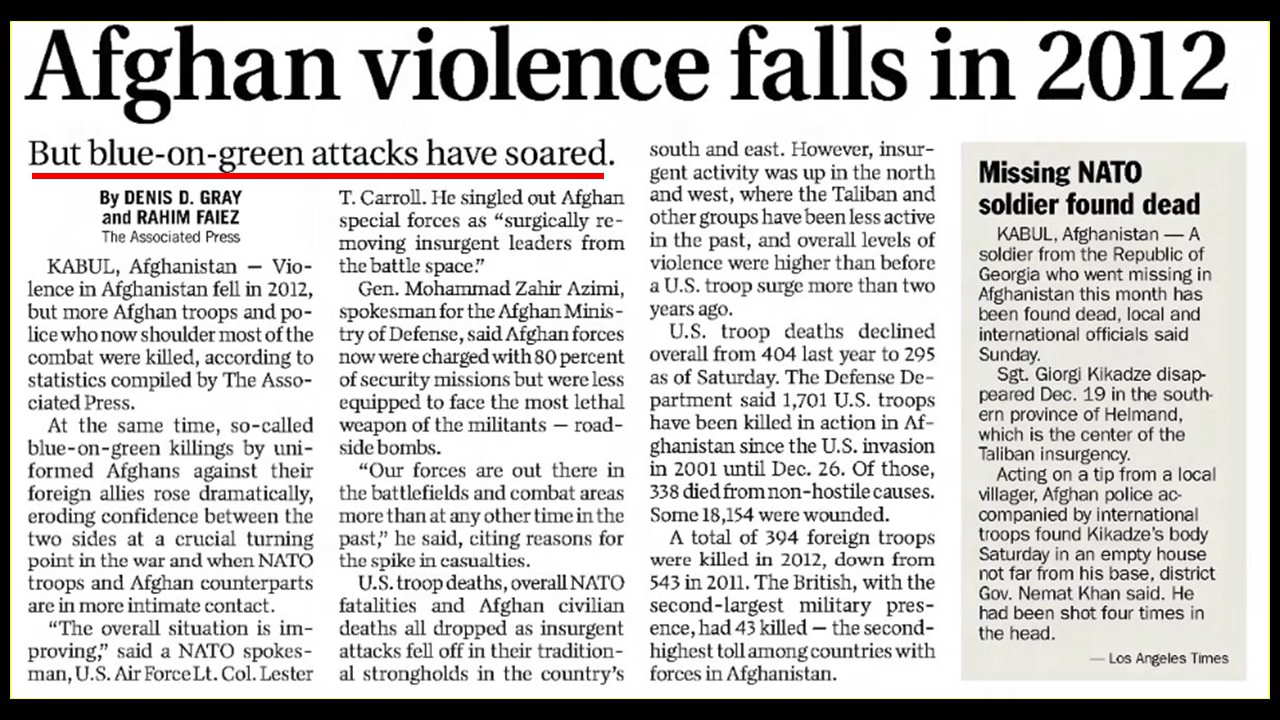 Afghan violence falls in 2012
But blue-on-green attacks have soared.
By DENIS D. GRAY
and RAHIM FAIEZ
The Associated Press
KABUL, Afghanistan — Vio-
lence in Afghanistan fell in 2012,
but more Afghan troops and po-
lice who now shoulder most of the
combat were killed, according to
statistics compiled by The Asso-
ciated Press.
At the same time, so-called
blue-on-green killings by uni-
formed Afghans against their
foreign allies rose dramatically,
eroding confidence between the
two sides at a crucial turning
point in the war and when NATO
troops and Afghan counterparts
are in more intimate contact.
“The overall situation is im-
proving,” said a NATO spokes-
man, U.S. Air Force Lt. Col. Lester
T. Carroll. He singled out Afghan
special forces as “surgically re-
moving insurgent leaders from
the battle space.”
Gen. Mohammad Zahir Azimi,
spokesman for the Afghan Minis-
try of Defense, said Afghan forces
now were charged with 80 percent
of security missions but were less
equipped to face the most lethal
weapon of the militants — road-
side bombs.
“Our forces are out there in
the battlefields and combat areas
more than at any other time in the
past,” he said, citing reasons for
the spike in casualties.
U.S. troop deaths, overall NATO
fatalities and Afghan civilian
deaths all dropped as insurgent
attacks fell off in their tradition-
al strongholds in the country’s
south and east. However, insur-
gent activity was up in the north
and west, where the Taliban and
other groups have been less active
in the past, and overall levels of
violence were higher than before
a U.S. troop surge more than two
years ago.
U.S. troop deaths declined
overall from 404 last year to 295
as of Saturday. The Defense De-
partment said 1,701 U.S. troops
have been killed in action in Af-
ghanistan since the U.S. invasion
in 2001 until Dec. 26. Of those,
338 died from non-hostile causes.
Some 18,154 were wounded.
A total of 394 foreign troops
were killed in 2012, down from
543 in 2011. The British, with the
second-largest military pres-
ence, had 43 killed — the second-
highest toll among countries with
forces in Afghanistan.
Missing NATO
soldier found dead
KABUL, Afghanistan — A
soldier from the Republic of
Georgia who went missing in
Afghanistan this month has
been found dead, local and
international officials said
Sunday.
Sgt. Giorgi Kikadze disap-
peared Dec. 19 in the south-
ern province of Helmand,
which is the center of the
Taliban insurgency.
Acting on a tip from a local
villager, Afghan police ac-
companied by international
troops found Kikadze’s body
Saturday in an empty house
not far from his base, district
Gov. Nemat Khan said. He
had been shot four times in
the head.
— Los Angeles Times